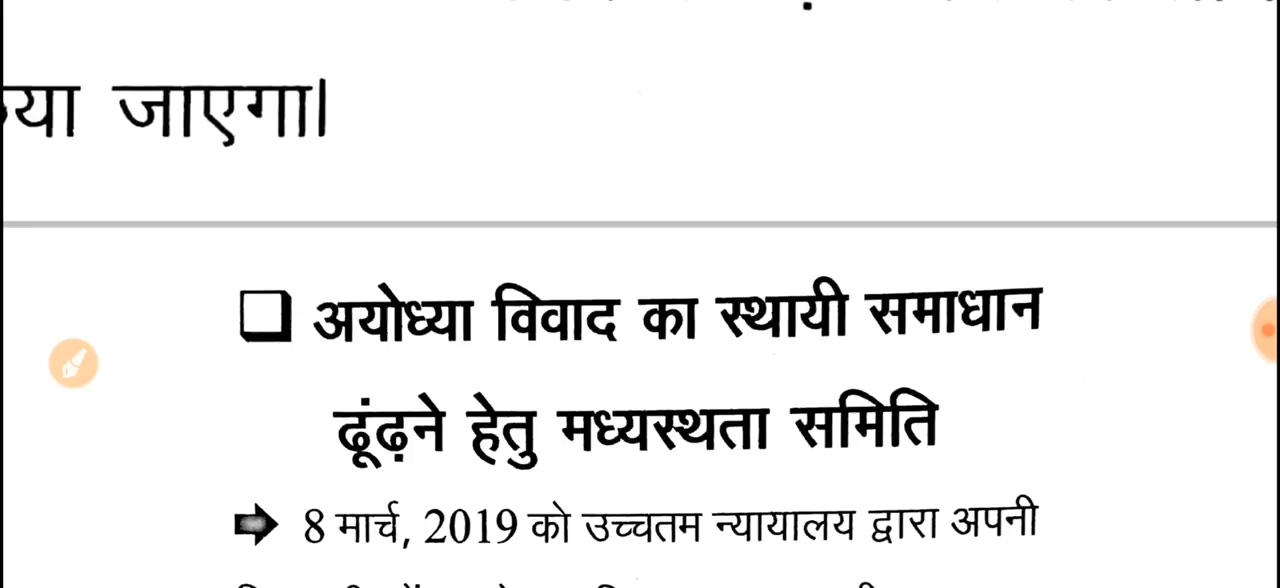 जाएगा।
❑ अयोध्या विवाद का स्थायी समाधान
ढूंढ़ने हेतु मध्यस्थता समिति
➡ 8 मार्च, 2019 को उच्चतम न्यायालय द्वारा अपनी